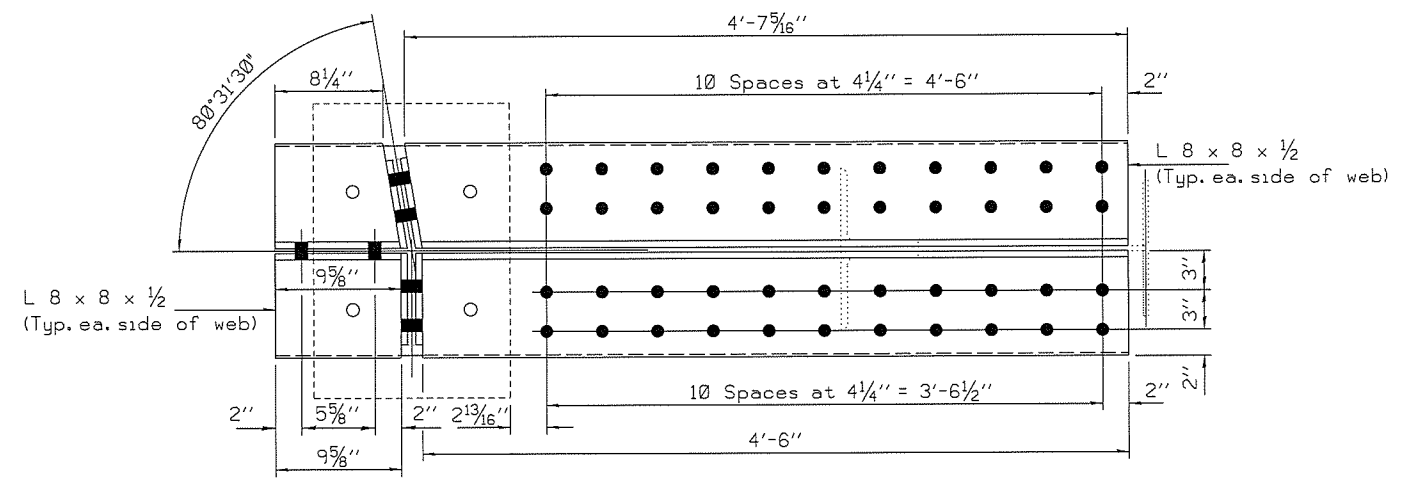 4'-7 5/16"
80°31'30"
8 1/4"
10 Spaces at 4 1/4" = 4'-6"
2"
L 8 x 8 x 1/2
(Typ. ea. side of web)
9 5/8"
3"
3"
2"
L 8 x 8 x 1/2
(Typ. ea. side of web)
10 Spaces at 4 1/4" = 3'-6 1/2"
2"
5 5/8"
2"
2 13/16"
2"
4'-6"
9 5/8"